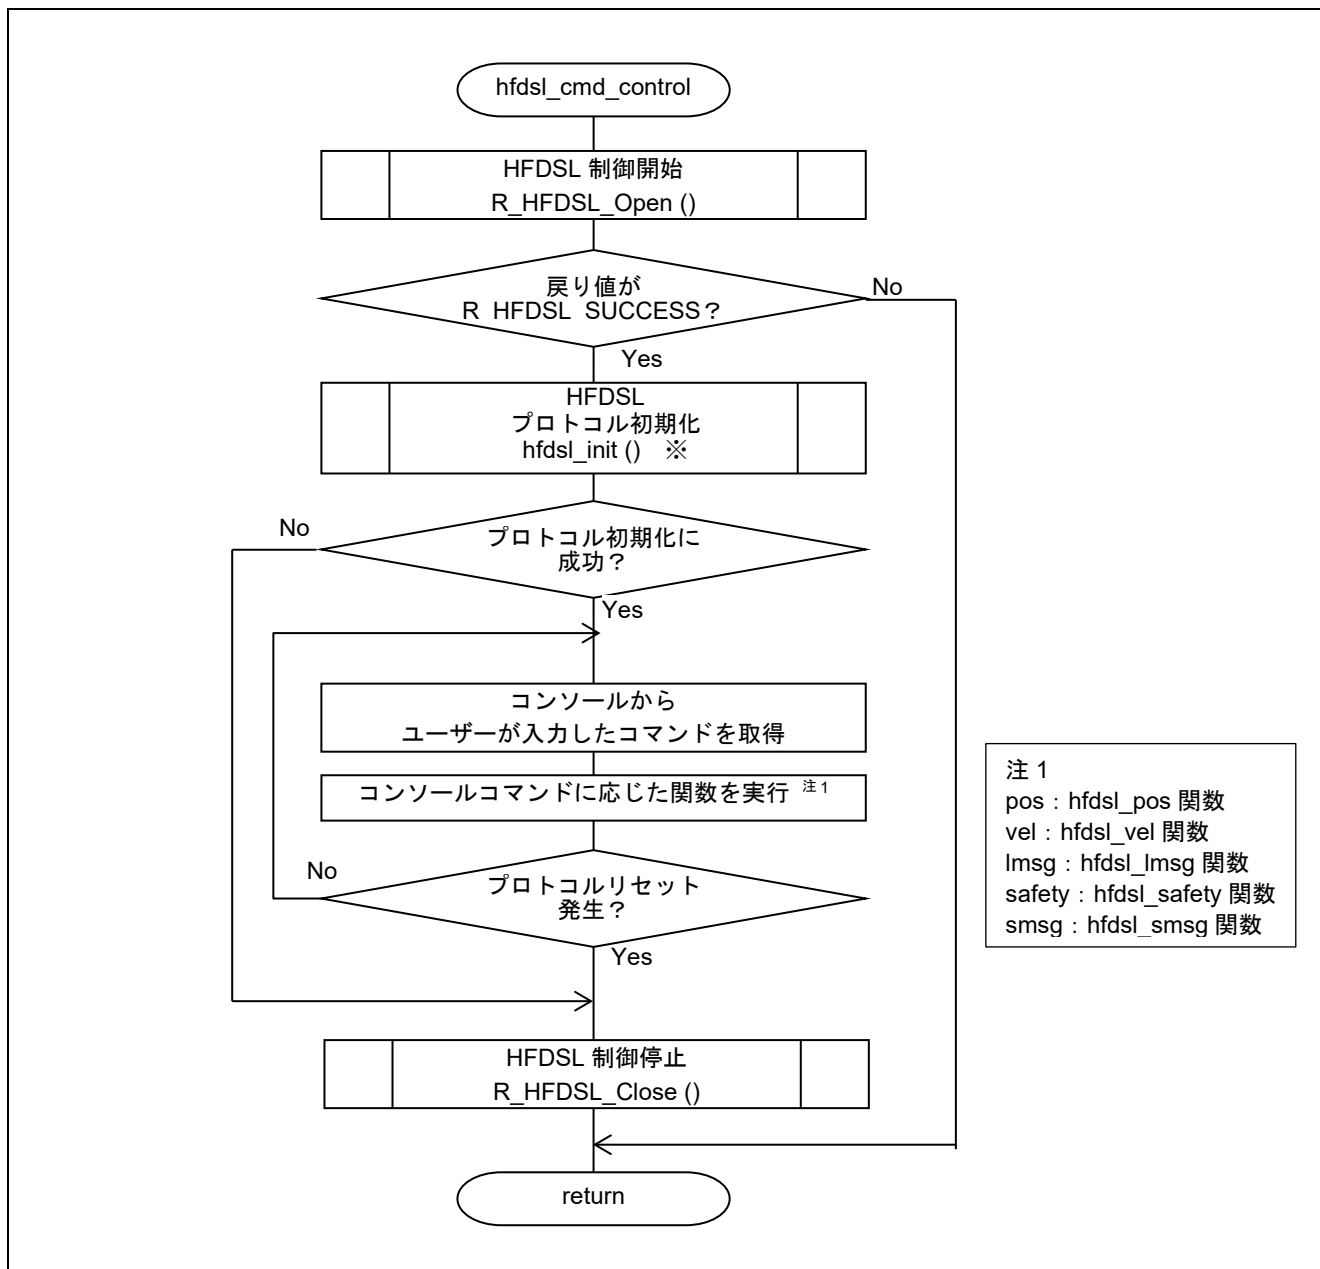 hfdsl_cmd_control
HFDSL 制御開始
R_HFDSL_Open ()
戻り値が
R HFDSL SUCCESS？
No
Yes
HFDSL
プロトコル初期化
hfdsl_init () ※
No
プロトコル初期化に
成功？
Yes
コンソールから
ユーザーが入力したコマンドを取得
コンソールコマンドに応じた関数を実行 注1
No
プロトコルリセット
発生？
Yes
HFDSL 制御停止
R_HFDSL_Close ()
return
注 1
pos：hfdsl_pos 関数
vel：hfdsl_vel 関数
lmsg：hfdsl_lmsg 関数
safety：hfdsl_safety 関数
smsg：hfdsl_smsg 関数